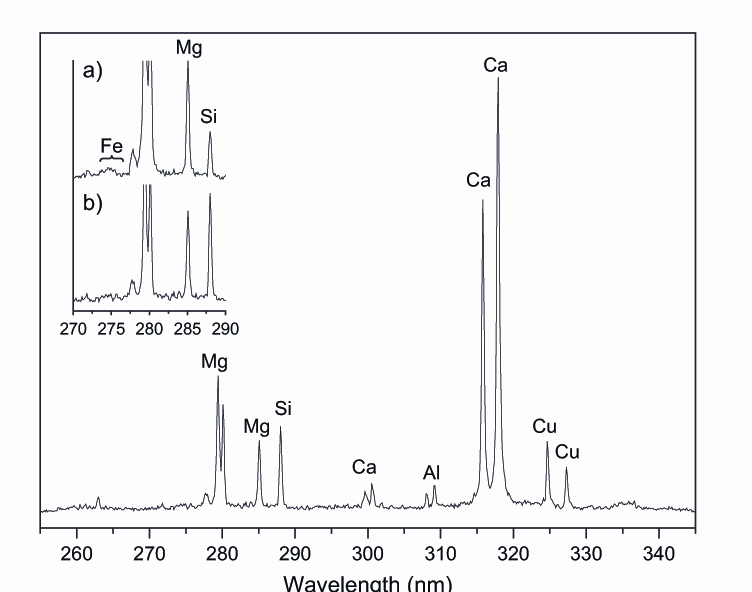 Mg
a)
Si
Fe
b)
270 275 280 285 290
Ca
Ca
Mg
Mg
Si
Ca
Al
Cu
Cu
260 270 280 290 300 310 320 330 340
Wavelength (nm)